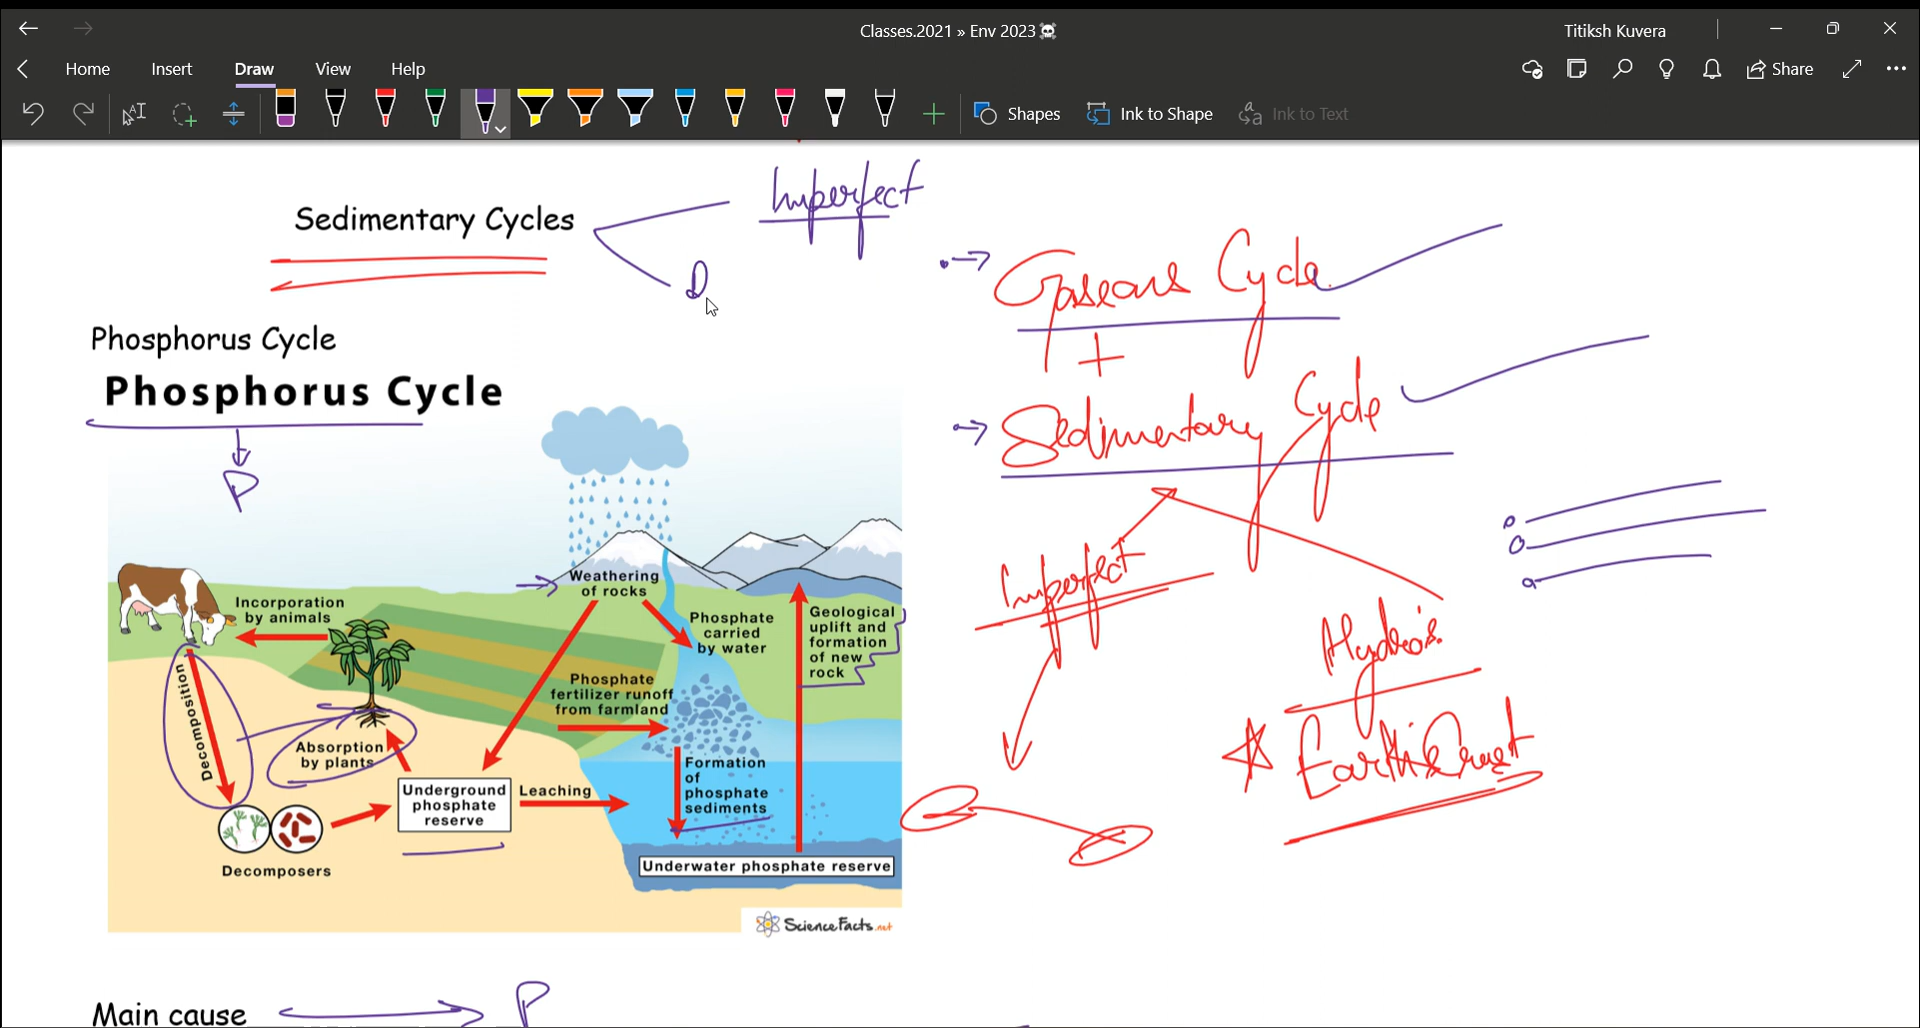 Classes.2021 » Env 2023☠
Titiksh Kuvera
Home Insert Draw View Help
Share
Shapes Ink to Shape Ink to Text
Sedimentary Cycles
Imperfect
D
Gaseous Cycle
+
Sedimentary Cycle
Imperfect
Hydro's
Earth's Crust
Phosphorus Cycle
Phosphorus Cycle
P
Weathering
of rocks
Incorporation
by animals
Phosphate
carried
by water
Geological
uplift and
formation
of new
rock
Phosphate
fertilizer runoff
from farmland
Decomposition
Absorption
by plants
Underground
phosphate
reserve
Leaching
Formation
of
phosphate
sediments
Decomposers
Underwater phosphate reserve
ScienceFacts.net
Main cause
P